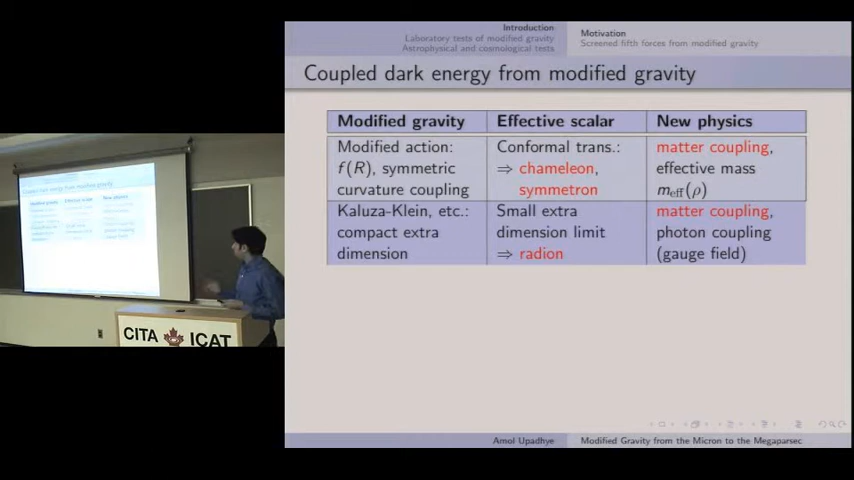 Introduction
Laboratory tests of modified gravity
Astrophysical and cosmological tests
Motivation
Screened fifth forces from modified gravity
Coupled dark energy from modified gravity
Modified gravity
Effective scalar
New physics
Modified action:
f(R), symmetric
curvature coupling
Conformal trans.:
⇒ chameleon,
symmetron
matter coupling,
effective mass
m_eff(ρ)
Kaluza-Klein, etc.:
compact extra
dimension
Small extra
dimension limit
⇒ radion
matter coupling,
photon coupling
(gauge field)
CITA ICAT
Amol Upadhye
Modified Gravity from the Micron to the Megaparsec